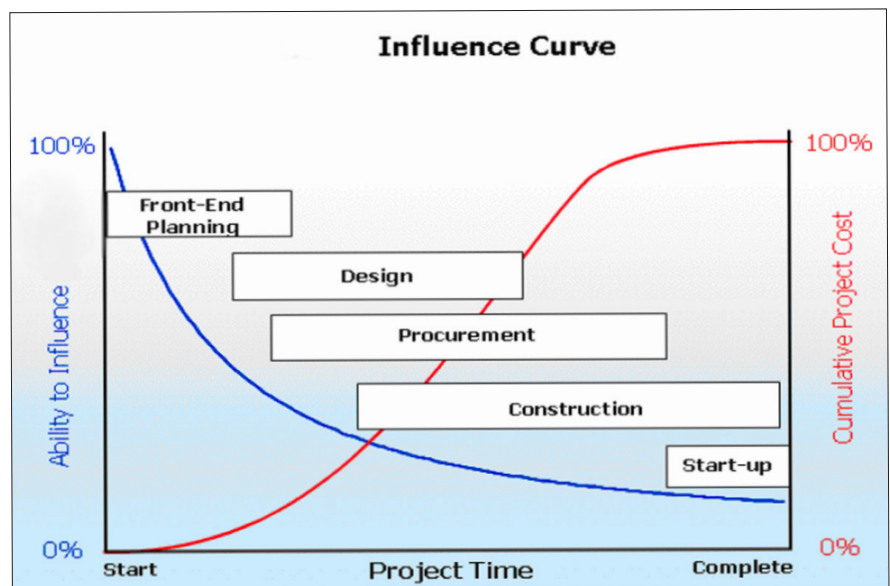 Influence Curve
100%
100%
Front-End
Planning
Design
Procurement
Construction
Start-up
Ability to Influence
Cumulative Project Cost
0%
0%
Start
Project Time
Complete